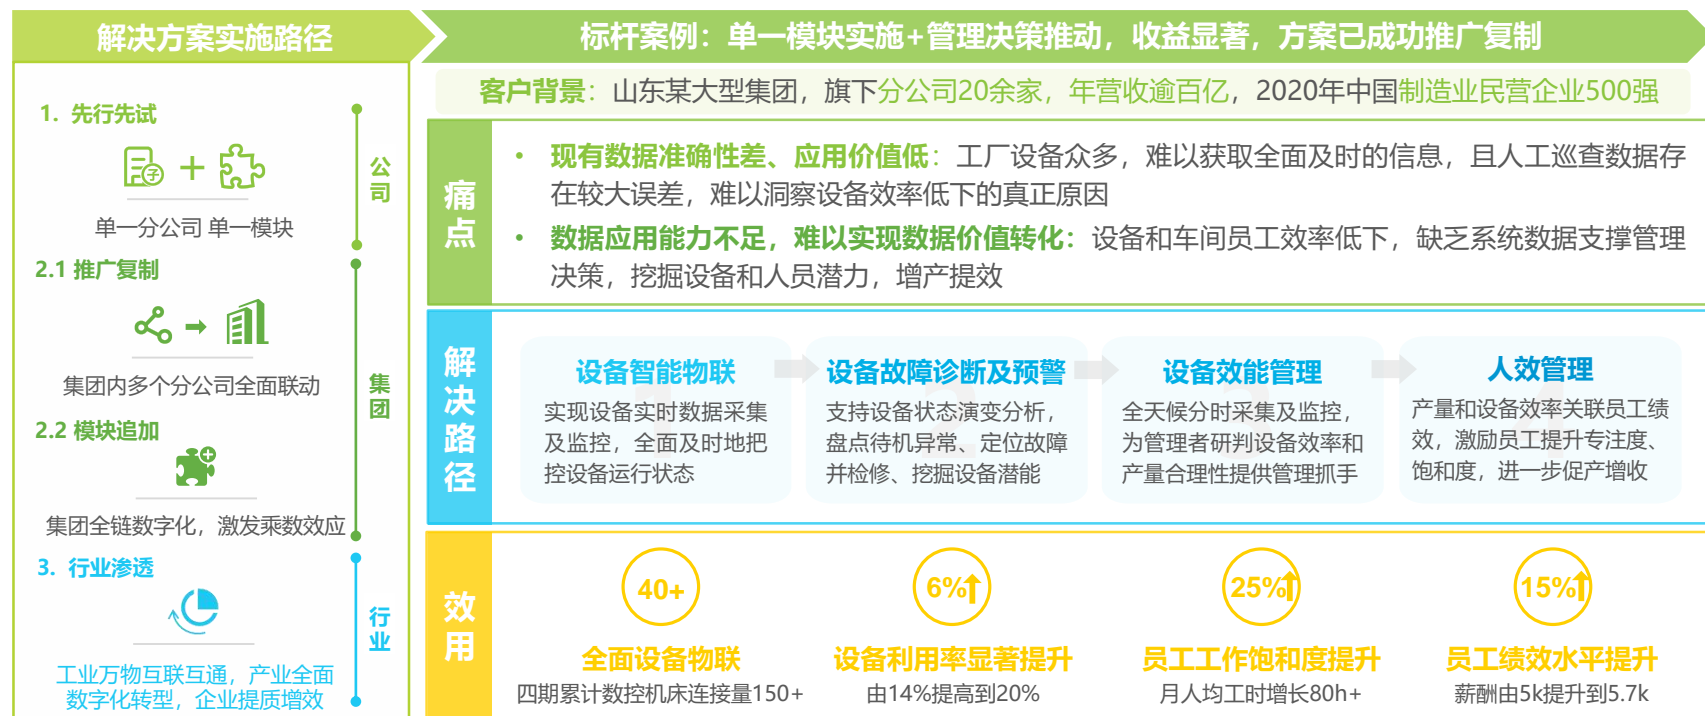 解决方案实施路径
1. 先行先试
子
公司
单一分公司 单一模块
2.1 推广复制
集团内多个分公司全面联动
集团
2.2 模块追加
集团全链数字化，激发乘数效应
3. 行业渗透
行业
工业万物互联互通，产业全面
数字化转型，企业提质增效
标杆案例：单一模块实施+管理决策推动，收益显著，方案已成功推广复制
客户背景：山东某大型集团，旗下分公司20余家，年营收逾百亿，2020年中国制造业民营企业500强
痛点
• 现有数据准确性差、应用价值低：工厂设备众多，难以获取全面及时的信息，且人工巡查数据存
在较大误差，难以洞察设备效率低下的真正原因
• 数据应用能力不足，难以实现数据价值转化：设备和车间员工效率低下，缺乏系统数据支撑管理
决策，挖掘设备和人员潜力，增产提效
解决路径
1
设备智能物联
实现设备实时数据采集
及监控，全面及时地把
控设备运行状态
2
设备故障诊断及预警
支持设备状态演变分析，
盘点待机异常、定位故障
并检修、挖掘设备潜能
3
设备效能管理
全天候分时采集及监控，
为管理者研判设备效率和
产量合理性提供管理抓手
4
人效管理
产量和设备效率关联员工绩
效，激励员工提升专注度、
饱和度，进一步促产增收
效用
40+
全面设备物联
四期累计数控机床连接量150+
6%
设备利用率显著提升
由14%提高到20%
25%
员工工作饱和度提升
月人均工时增长80h+
15%
员工绩效水平提升
薪酬由5k提升到5.7k